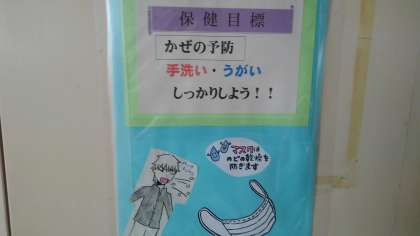 保健目標
かぜの予防
手洗い・うがい
しっかりしよう！！
マスクは
のどの乾燥を
防ぎます